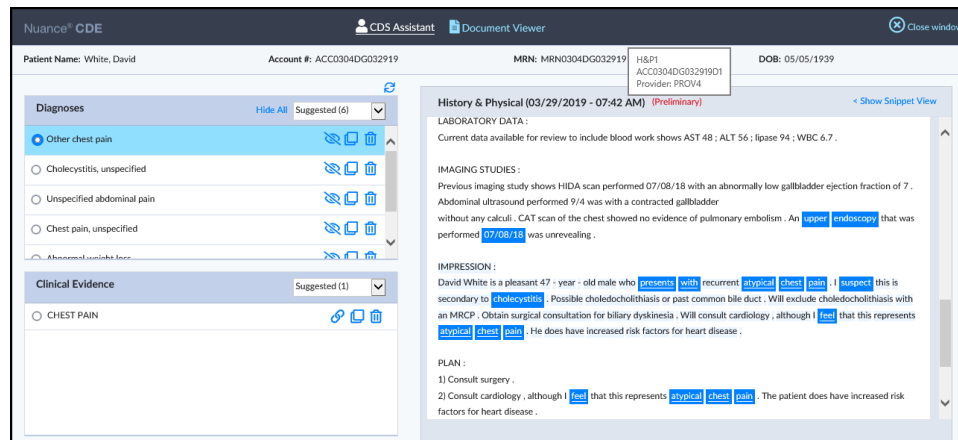 Nuance® CDE
CDS Assistant
Document Viewer
Close window
Patient Name: White, David
Account #: ACC0304DG032919
MRN: MRN0304DG032919
DOB: 05/05/1939
H&P1
ACC0304DG032919D1
Provider: PROV4
Diagnoses
Hide All
Suggested (6)
Other chest pain
Cholecystitis, unspecified
Unspecified abdominal pain
Chest pain, unspecified
Abnormal weight loss
Clinical Evidence
Suggested (1)
CHEST PAIN
History & Physical (03/29/2019 - 07:42 AM) (Preliminary)
< Show Snippet View
LABORATORY DATA :
Current data available for review to include blood work shows AST 48 ; ALT 56 ; lipase 94 ; WBC 6.7 .
IMAGING STUDIES :
Previous imaging study shows HIDA scan performed 07/08/18 with an abnormally low gallbladder ejection fraction of 7 .
Abdominal ultrasound performed 9/4 was with a contracted gallbladder
without any calculi . CAT scan of the chest showed no evidence of pulmonary embolism . An upper endoscopy that was
performed 07/08/18 was unrevealing .
IMPRESSION :
David White is a pleasant 47 - year - old male who presents with recurrent atypical chest pain . I suspect this is
secondary to cholecystitis . Possible choledocholithiasis or past common bile duct . Will exclude choledocholithiasis with
an MRCP . Obtain surgical consultation for biliary dyskinesia . Will consult cardiology , although I feel that this represents
atypical chest pain . He does have increased risk factors for heart disease .
PLAN :
1) Consult surgery .
2) Consult cardiology , although I feel that this represents atypical chest pain . The patient does have increased risk
factors for heart disease .